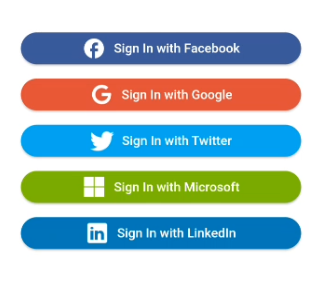 Sign In with Facebook
Sign In with Google
Sign In with Twitter
Sign In with Microsoft
in Sign In with LinkedIn